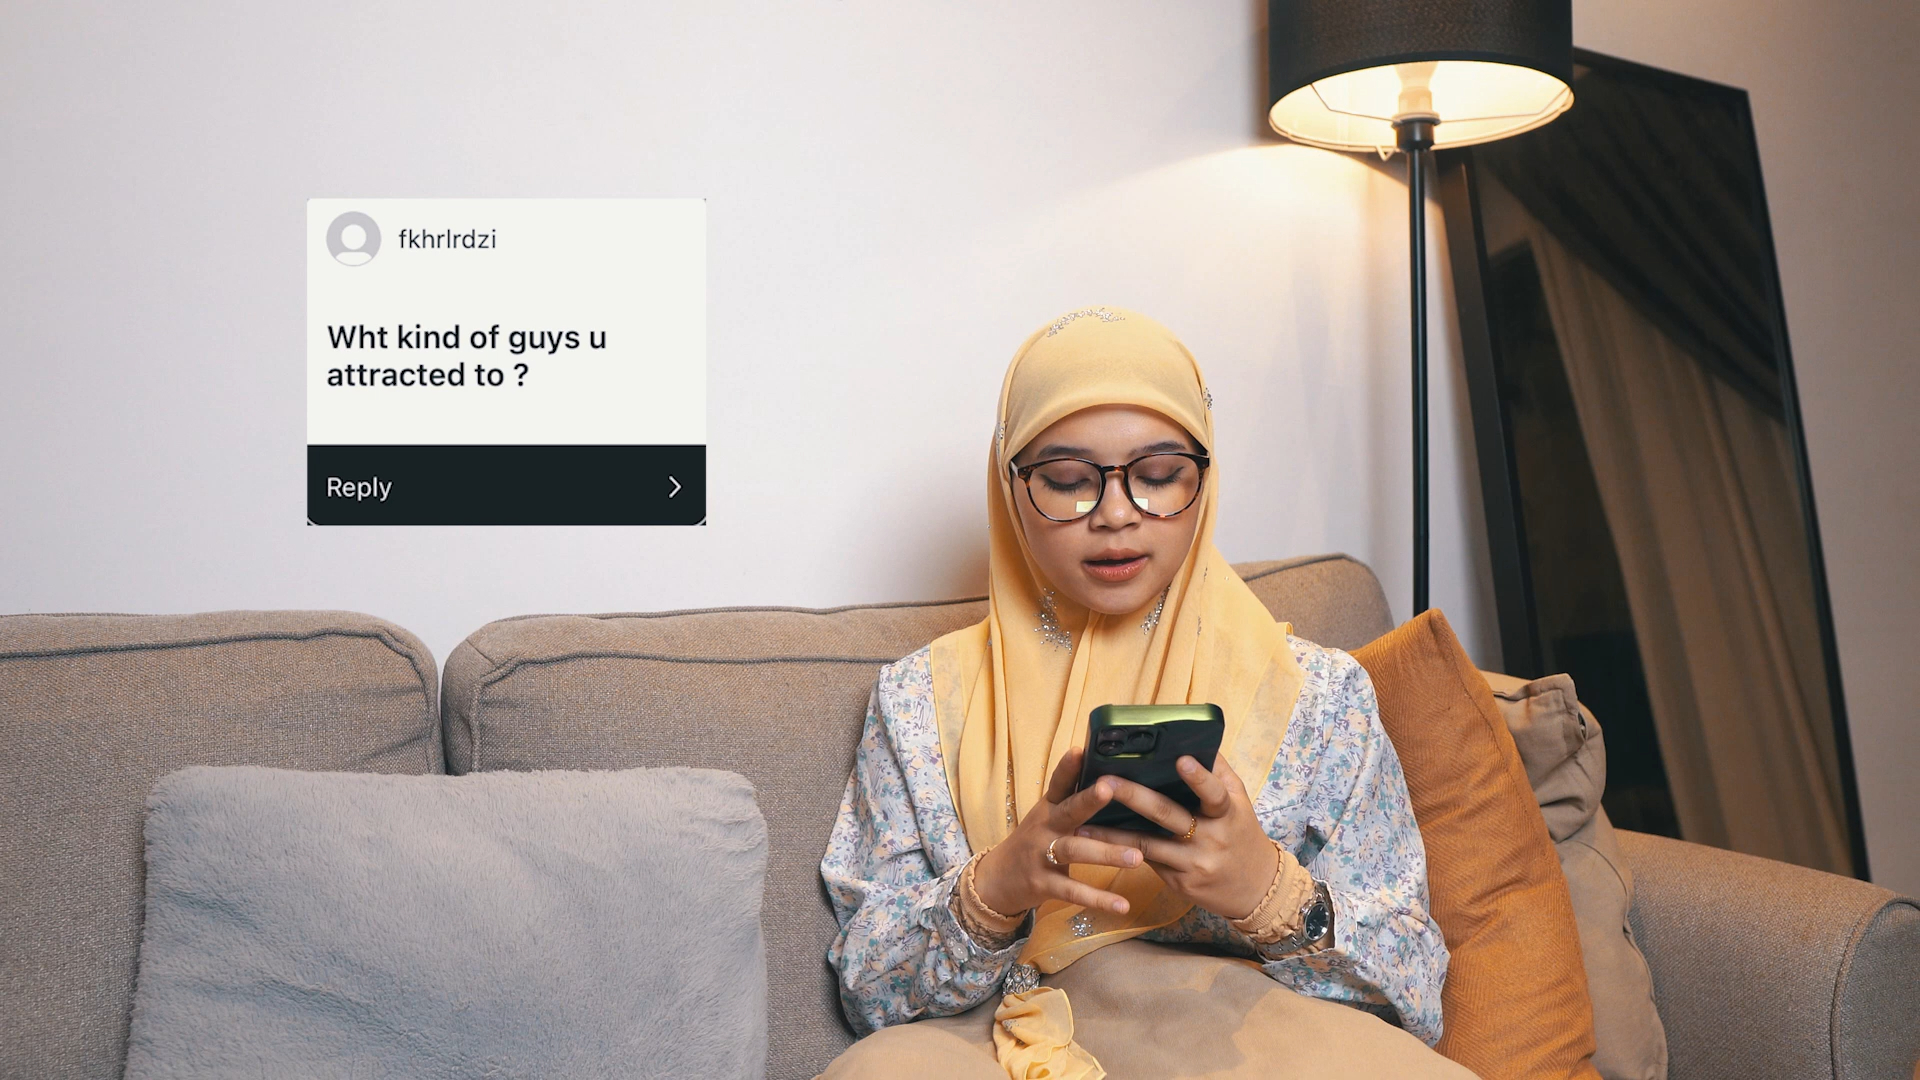 fkhrlrdzi
Wht kind of guys u
attracted to ?
Reply